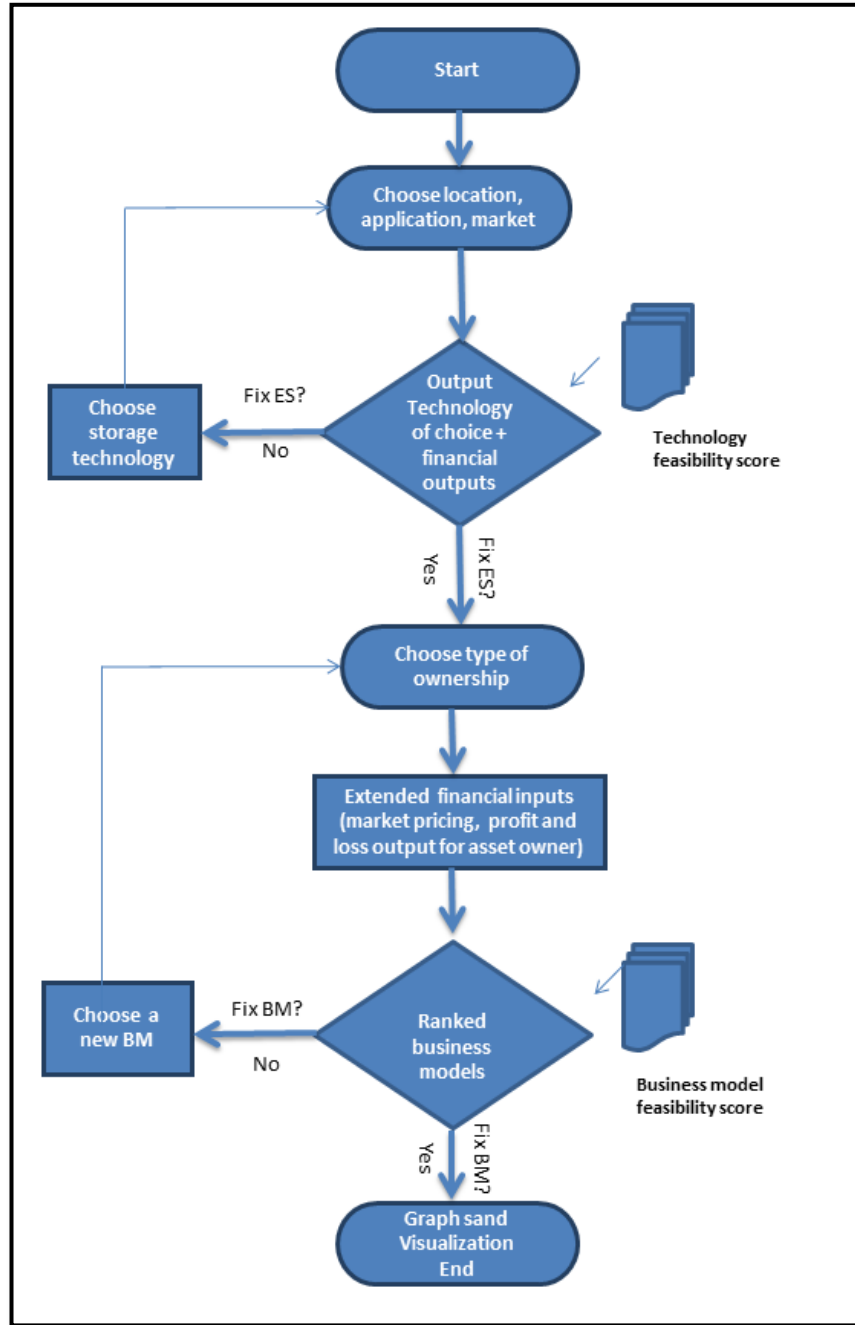 Start
Choose location,
application, market
Output
Technology
of choice +
financial
outputs
Technology
feasibility score
Fix ES?
No
Choose
storage
technology
Fix ES?
Yes
Choose type of
ownership
Extended financial inputs
(market pricing, profit and
loss output for asset owner)
Ranked
business
models
Business model
feasibility score
Fix BM?
No
Choose a
new BM
Fix BM?
Yes
Graph sand
Visualization
End